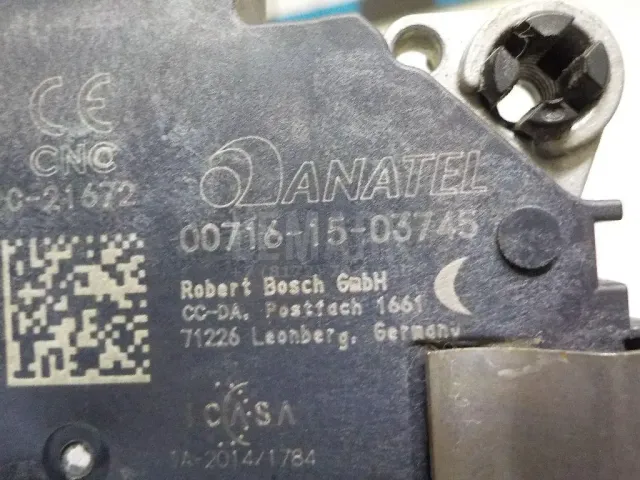 CE
CNC
C-21672
ANATEL
00716-15-03745
Robert Bosch GmbH
CC-DA, Postfach 1661
71226 Leonberg, Germany
ICASA
TA-2014/1784